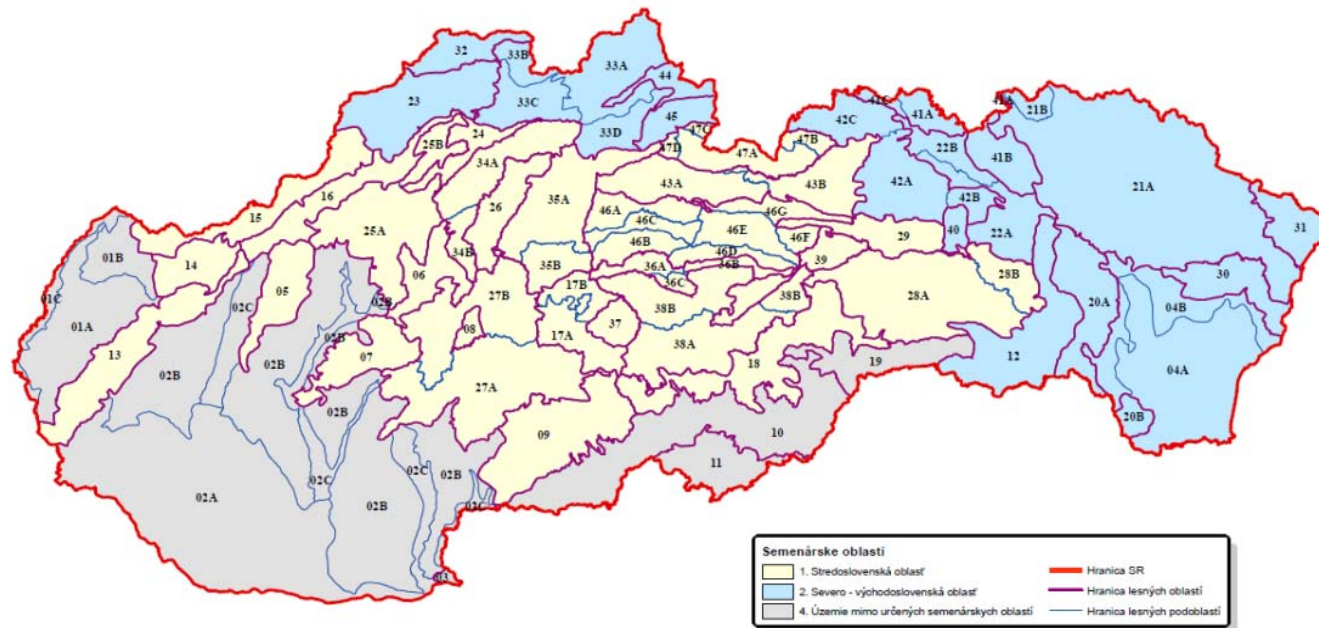 32
33B
33A
44
23
33C
33D
45
41C
41A
42C
41A
21B
22B
41B
21A
24
25B
47C
47D
47A
47B
34A
16
15
26
35A
43A
43B
42A
42B
31
46A
46C
46G
46E
46B
46D
46F
29
40
22A
25A
34B
01B
14
06
35B
36A
36B
39
28B
30
05
02C
02B
27B
17B
36C
38B
38B
28A
20A
04B
01C
01A
02B
08
17A
37
13
02B
02B
07
38A
18
19
12
04A
27A
02B
09
10
20B
11
02A
02C
02B
02C
02B
02C
03
Semenárske oblasti
1. Stredoslovenská oblasť
2. Severo - východoslovenská oblasť
4. Územie mimo určených semenárskych oblastí
Hranica SR
Hranica lesných oblastí
Hranica lesných podoblastí